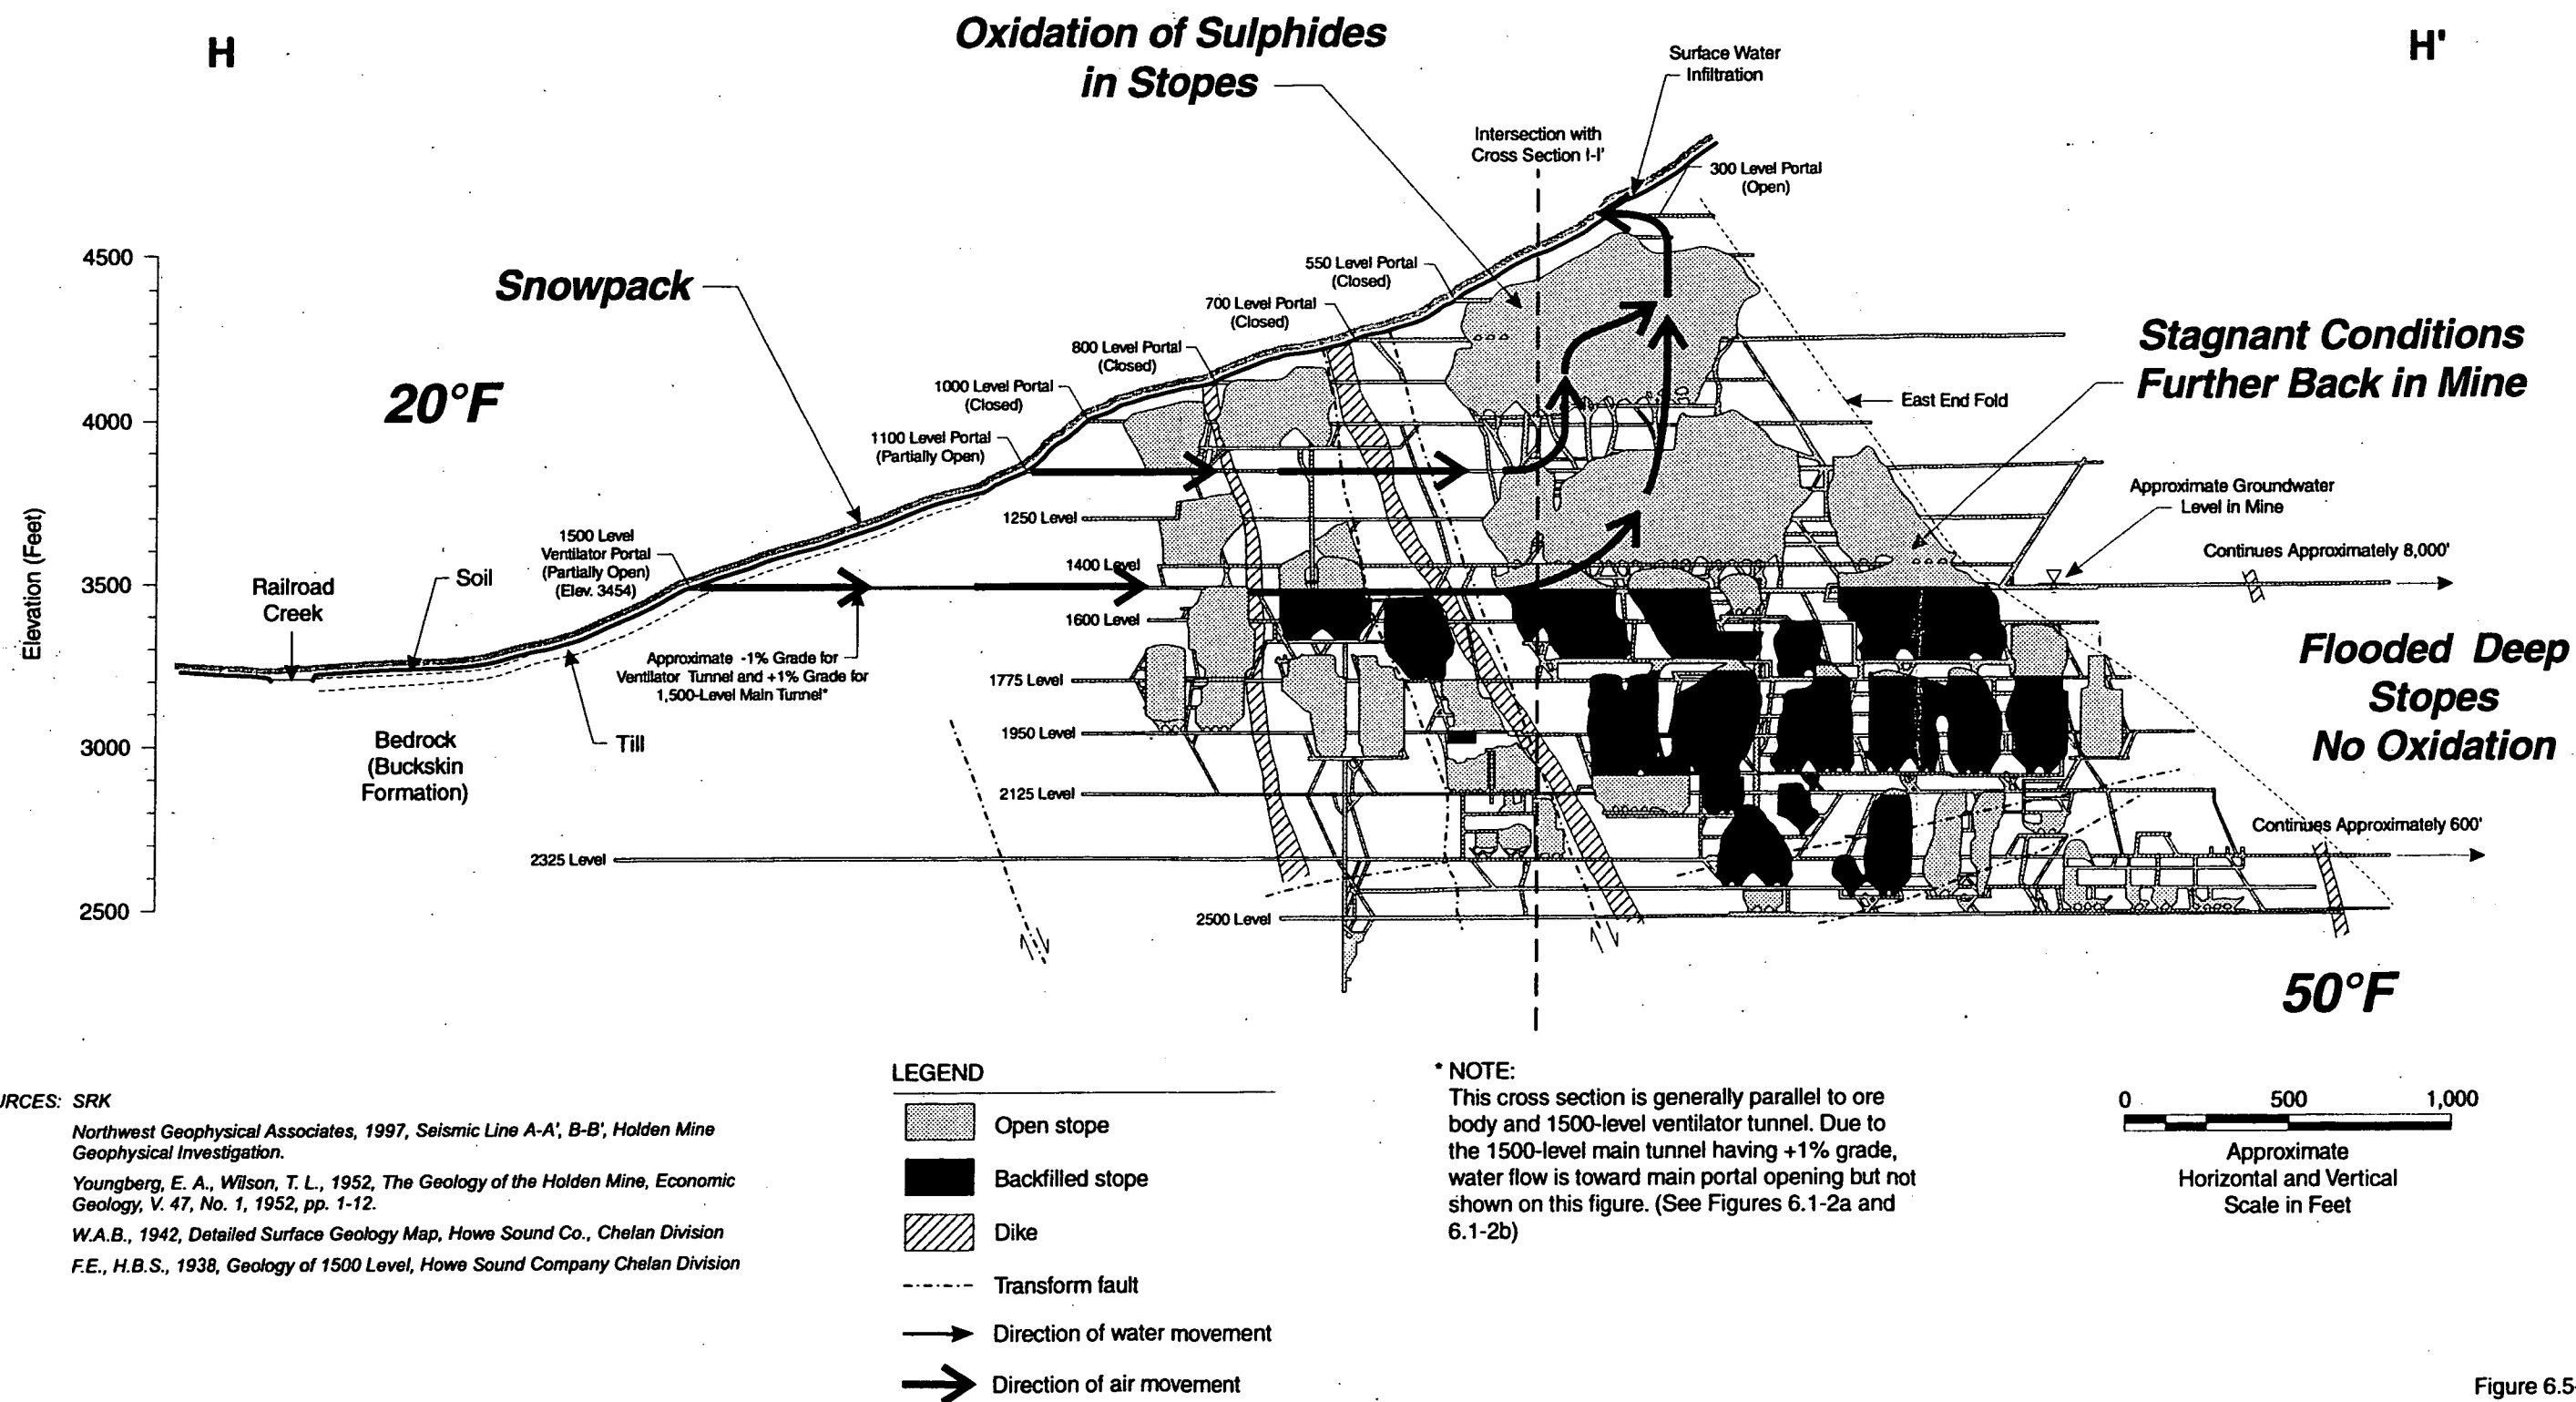 H
Oxidation of Sulphides
in Stopes
Surface Water
Infiltration
H'
Intersection with
Cross Section I-I'
300 Level Portal
(Open)
4500
4000
3500
3000
2500
Elevation (Feet)
Snowpack
20°F
550 Level Portal
(Closed)
700 Level Portal
(Closed)
800 Level Portal
(Closed)
1000 Level Portal
(Closed)
1100 Level Portal
(Partially Open)
Stagnant Conditions
Further Back in Mine
East End Fold
Approximate Groundwater
Level in Mine
Continues Approximately 8,000'
1250 Level
1400 Level
1500 Level
Ventilator Portal
(Partially Open)
(Elev. 3454)
Railroad
Creek
Soil
1600 Level
Approximate -1% Grade for
Ventilator Tunnel and +1% Grade for
1,500-Level Main Tunnel*
Flooded Deep
Stopes
No Oxidation
1775 Level
1950 Level
Bedrock
(Buckskin
Formation)
Till
2125 Level
Continues Approximately 600'
2325 Level
2500 Level
50°F
URCES: SRK
Northwest Geophysical Associates, 1997, Seismic Line A-A', B-B', Holden Mine
Geophysical Investigation.
Youngberg, E. A., Wilson, T. L., 1952, The Geology of the Holden Mine, Economic
Geology, V. 47, No. 1, 1952, pp. 1-12.
W.A.B., 1942, Detailed Surface Geology Map, Howe Sound Co., Chelan Division
F.E., H.B.S., 1938, Geology of 1500 Level, Howe Sound Company Chelan Division
LEGEND
Open stope
Backfilled stope
Dike
Transform fault
Direction of water movement
Direction of air movement
* NOTE:
This cross section is generally parallel to ore
body and 1500-level ventilator tunnel. Due to
the 1500-level main tunnel having +1% grade,
water flow is toward main portal opening but not
shown on this figure. (See Figures 6.1-2a and
6.1-2b)
0 500 1,000
Approximate
Horizontal and Vertical
Scale in Feet
Figure 6.5-